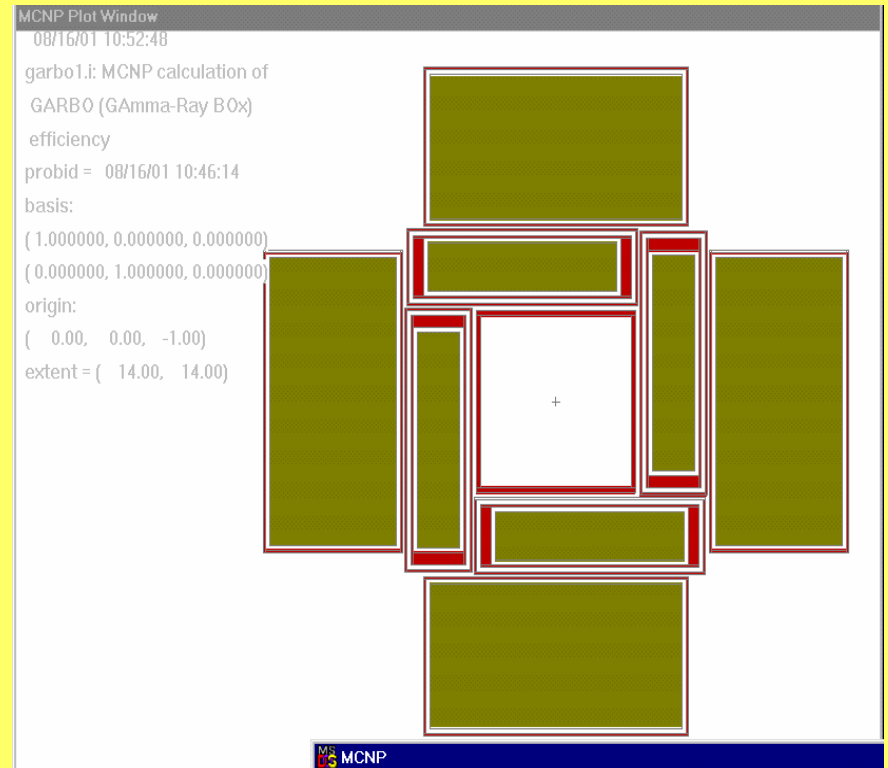 MCNP Plot Window
08/16/01 10:52:48
garbo1.i: MCNP calculation of
GARBO (GAmma-Ray BOx)
efficiency
probid = 08/16/01 10:46:14
basis:
( 1.000000, 0.000000, 0.000000)
( 0.000000, 1.000000, 0.000000)
origin:
( 0.00, 0.00, -1.00)
extent = ( 14.00, 14.00)
MS
DS MCNP